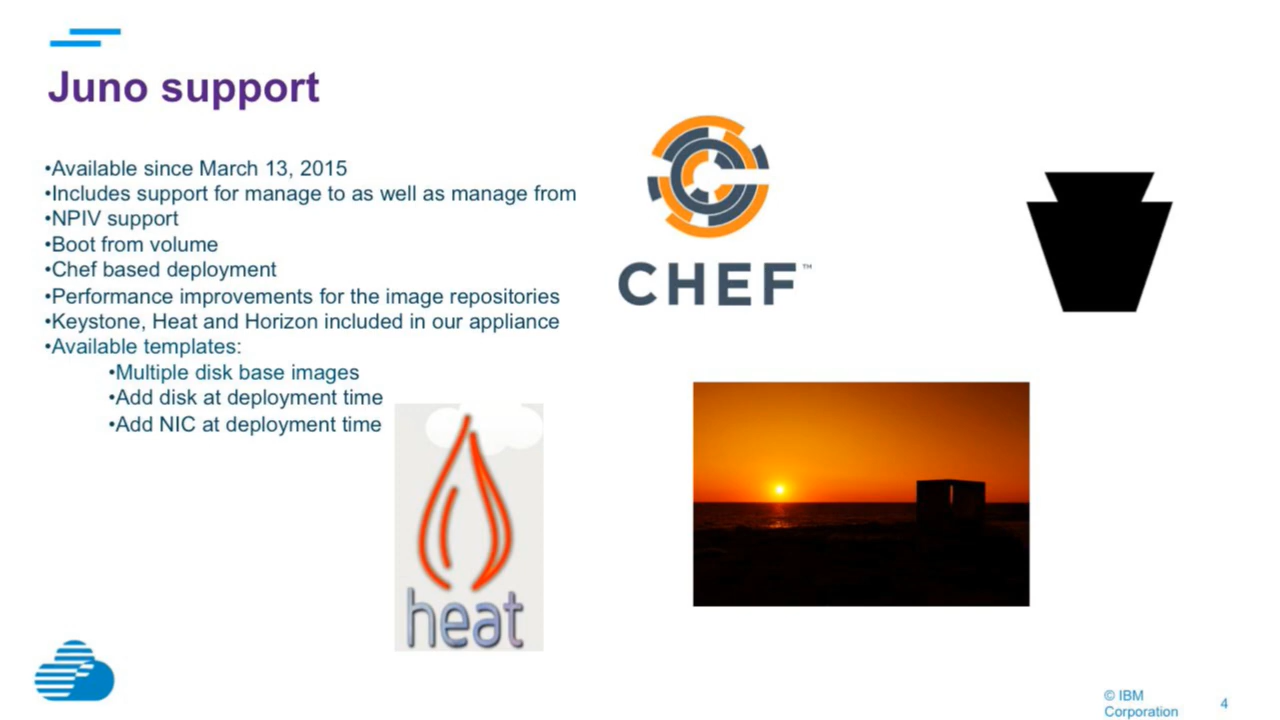 Juno support
•Available since March 13, 2015
•Includes support for manage to as well as manage from
•NPIV support
•Boot from volume
•Chef based deployment
•Performance improvements for the image repositories
•Keystone, Heat and Horizon included in our appliance
•Available templates:
•Multiple disk base images
•Add disk at deployment time
•Add NIC at deployment time
CHEF™
heat
© IBM
Corporation
4